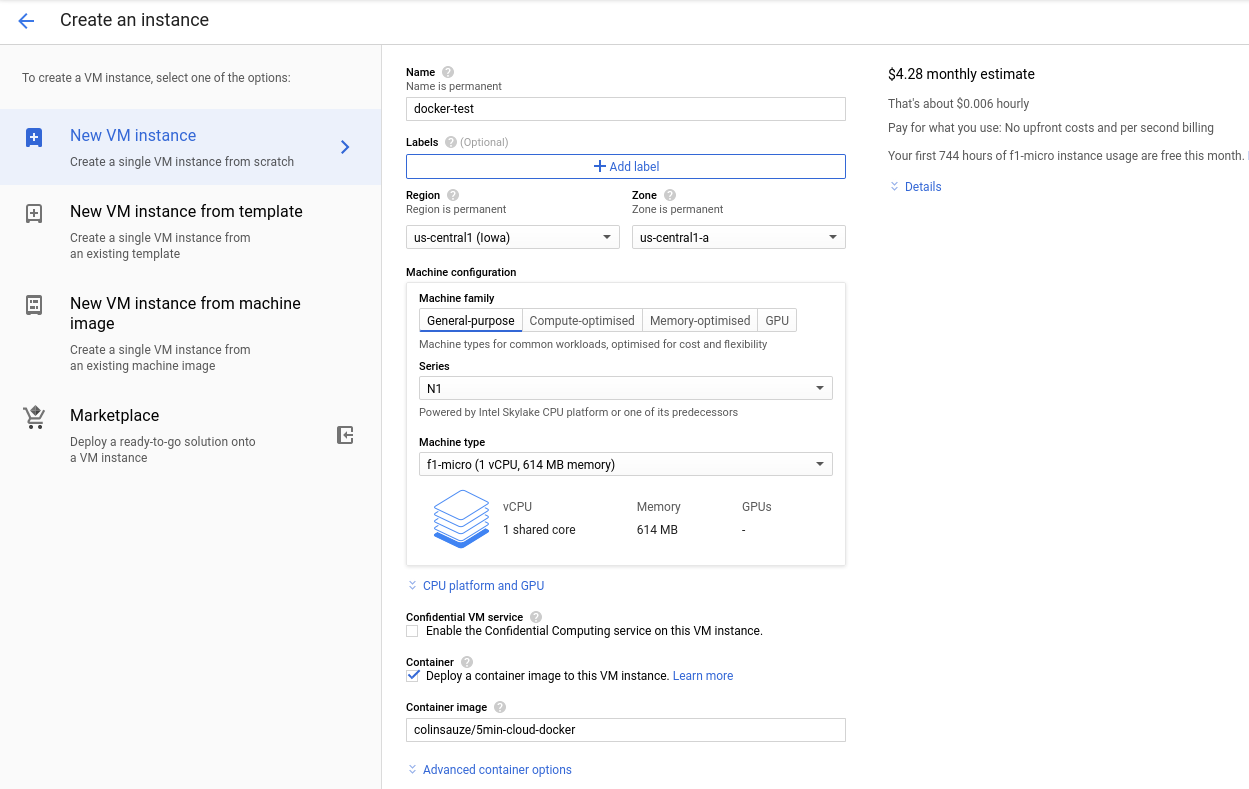 Create an instance
To create a VM instance, select one of the options:
New VM instance
Create a single VM instance from scratch
New VM instance from template
Create a single VM instance from
an existing template
New VM instance from machine
image
Create a single VM instance from
an existing machine image
Marketplace
Deploy a ready-to-go solution onto
a VM instance
Name ?
Name is permanent
docker-test
Labels ? (Optional)
+ Add label
Region ?
Region is permanent
us-central1 (Iowa)
Zone ?
Zone is permanent
us-central1-a
Machine configuration
Machine family
General-purpose Compute-optimised Memory-optimised GPU
Machine types for common workloads, optimised for cost and flexibility
Series
N1
Powered by Intel Skylake CPU platform or one of its predecessors
Machine type
f1-micro (1 vCPU, 614 MB memory)
vCPU Memory GPUs
1 shared core 614 MB -
CPU platform and GPU
Confidential VM service ?
Enable the Confidential Computing service on this VM instance.
Container ?
Deploy a container image to this VM instance. Learn more
Container image ?
colinsauze/5min-cloud-docker
Advanced container options
$4.28 monthly estimate
That's about $0.006 hourly
Pay for what you use: No upfront costs and per second billing
Your first 744 hours of f1-micro instance usage are free this month.
Details